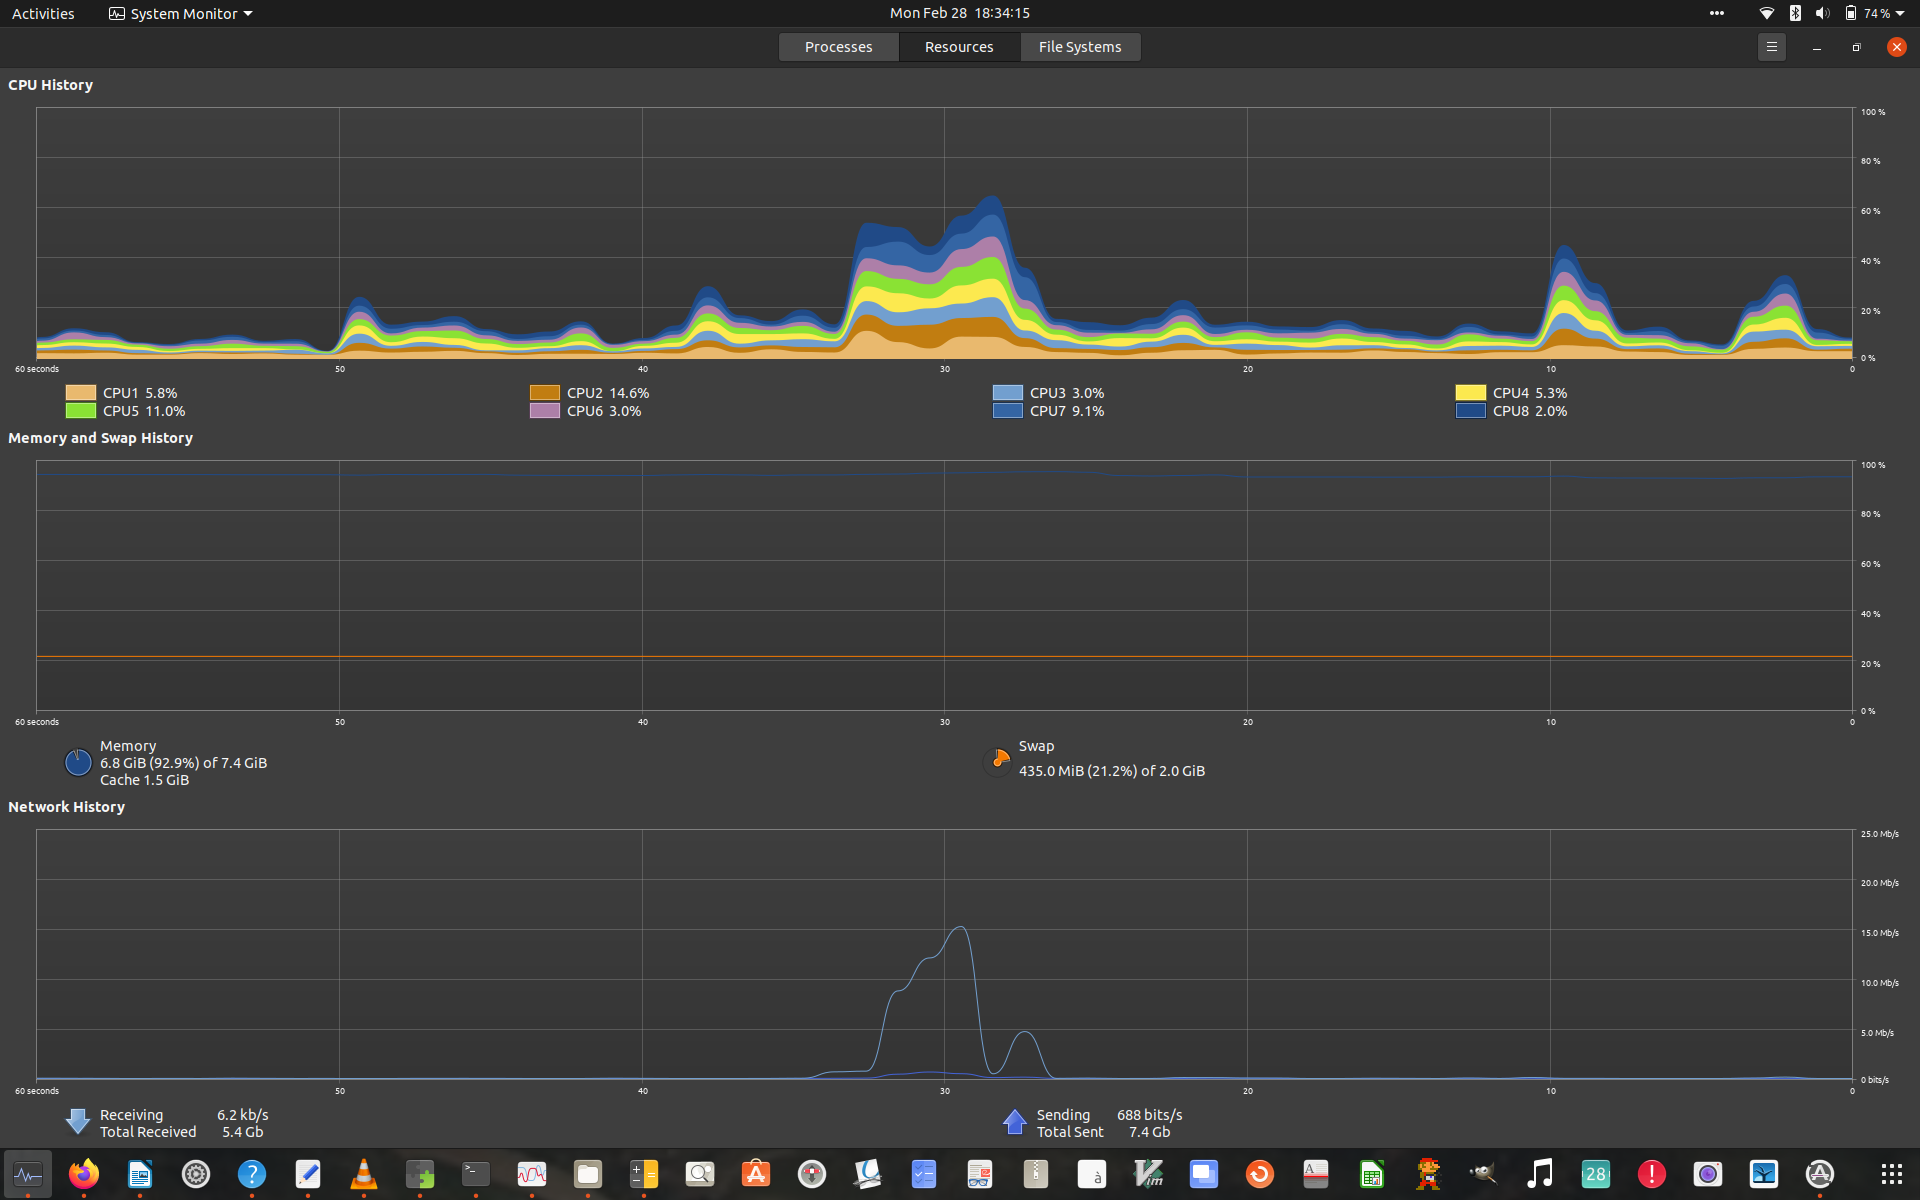 Activities
System Monitor
Mon Feb 28 18:34:15
74 %
Processes
Resources
File Systems
CPU History
100 %
80 %
60 %
40 %
20 %
0 %
60 seconds
50
40
30
20
10
0
CPU1 5.8%
CPU2 14.6%
CPU3 3.0%
CPU4 5.3%
CPU5 11.0%
CPU6 3.0%
CPU7 9.1%
CPU8 2.0%
Memory and Swap History
100 %
80 %
60 %
40 %
20 %
0 %
60 seconds
50
40
30
20
10
0
Memory
6.8 GiB (92.9%) of 7.4 GiB
Cache 1.5 GiB
Swap
435.0 MiB (21.2%) of 2.0 GiB
Network History
25.0 Mb/s
20.0 Mb/s
15.0 Mb/s
10.0 Mb/s
5.0 Mb/s
0 bits/s
60 seconds
50
40
30
20
10
0
Receiving 6.2 kb/s
Total Received 5.4 Gb
Sending 688 bits/s
Total Sent 7.4 Gb
?
>_
A
à
Vim
A
28
!
A